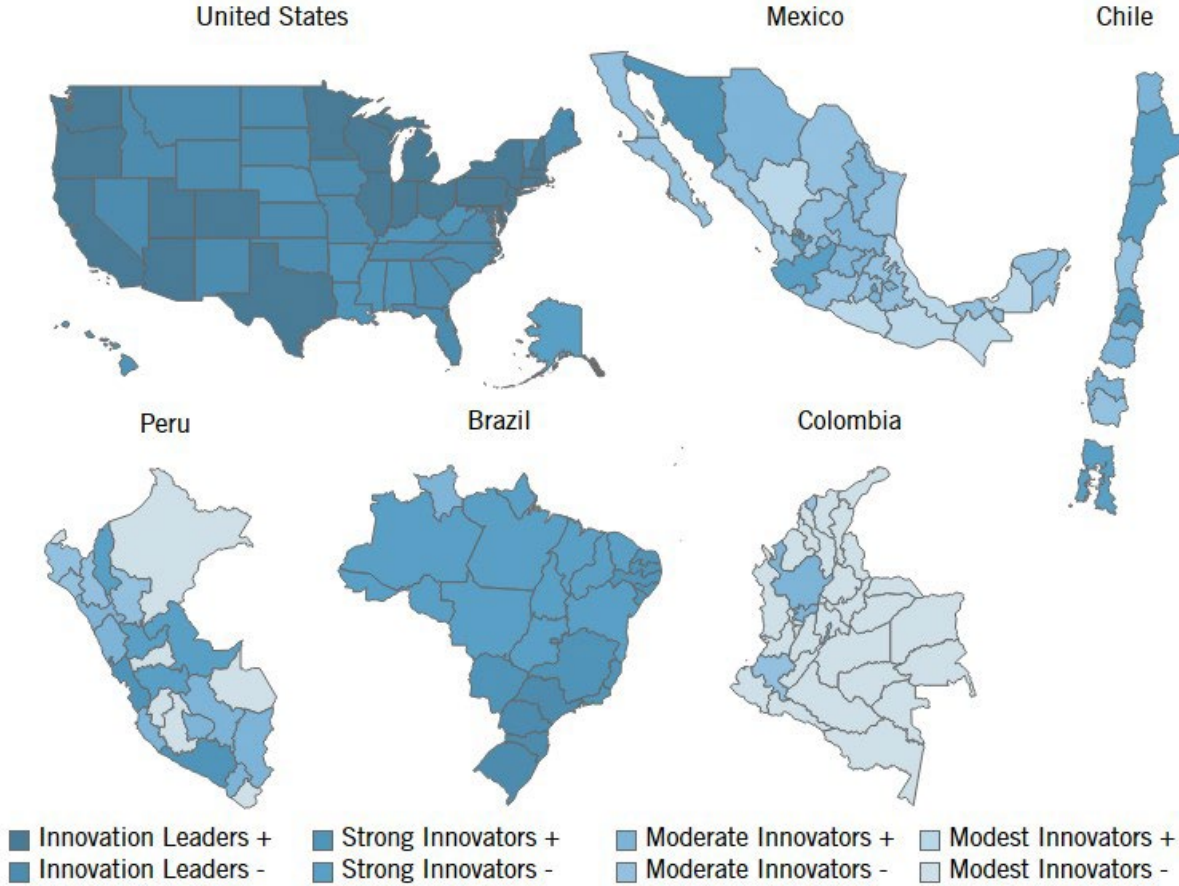 United States
Mexico
Chile
Peru
Brazil
Colombia
Innovation Leaders +
Strong Innovators +
Moderate Innovators +
Modest Innovators +
Innovation Leaders -
Strong Innovators -
Moderate Innovators -
Modest Innovators -